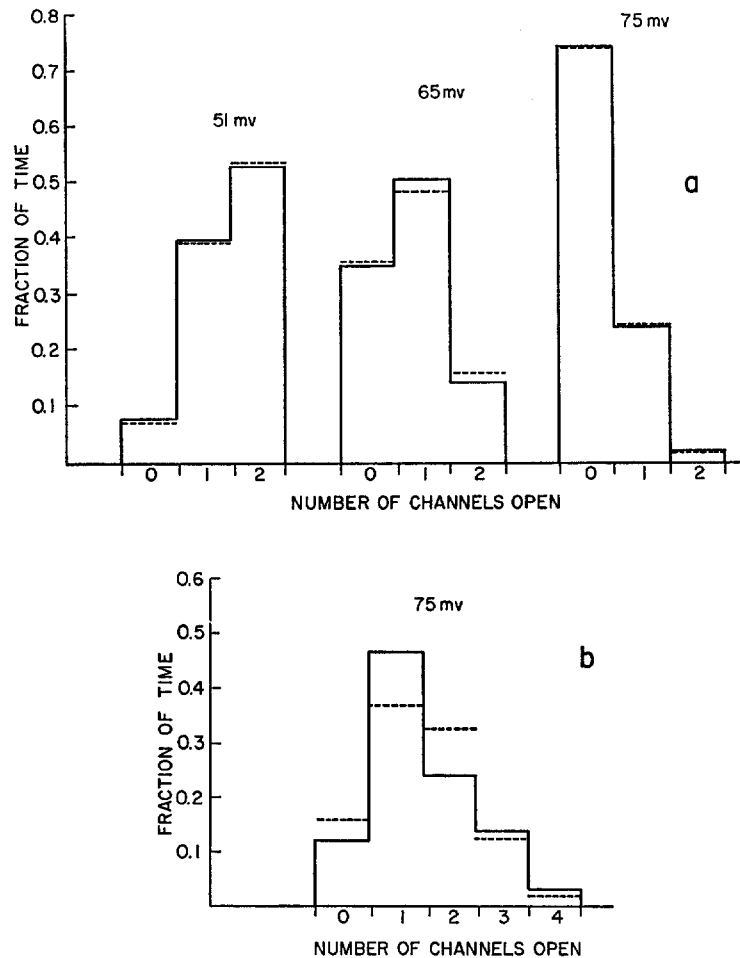 0.8
0.7
0.6
0.5
0.4
0.3
0.2
0.1
FRACTION OF TIME
51 mv
65 mv
75 mv
a
0 1 2 0 1 2 0 1 2
NUMBER OF CHANNELS OPEN
0.6
0.5
0.4
0.3
0.2
0.1
FRACTION OF TIME
75 mv
b
0 1 2 3 4
NUMBER OF CHANNELS OPEN